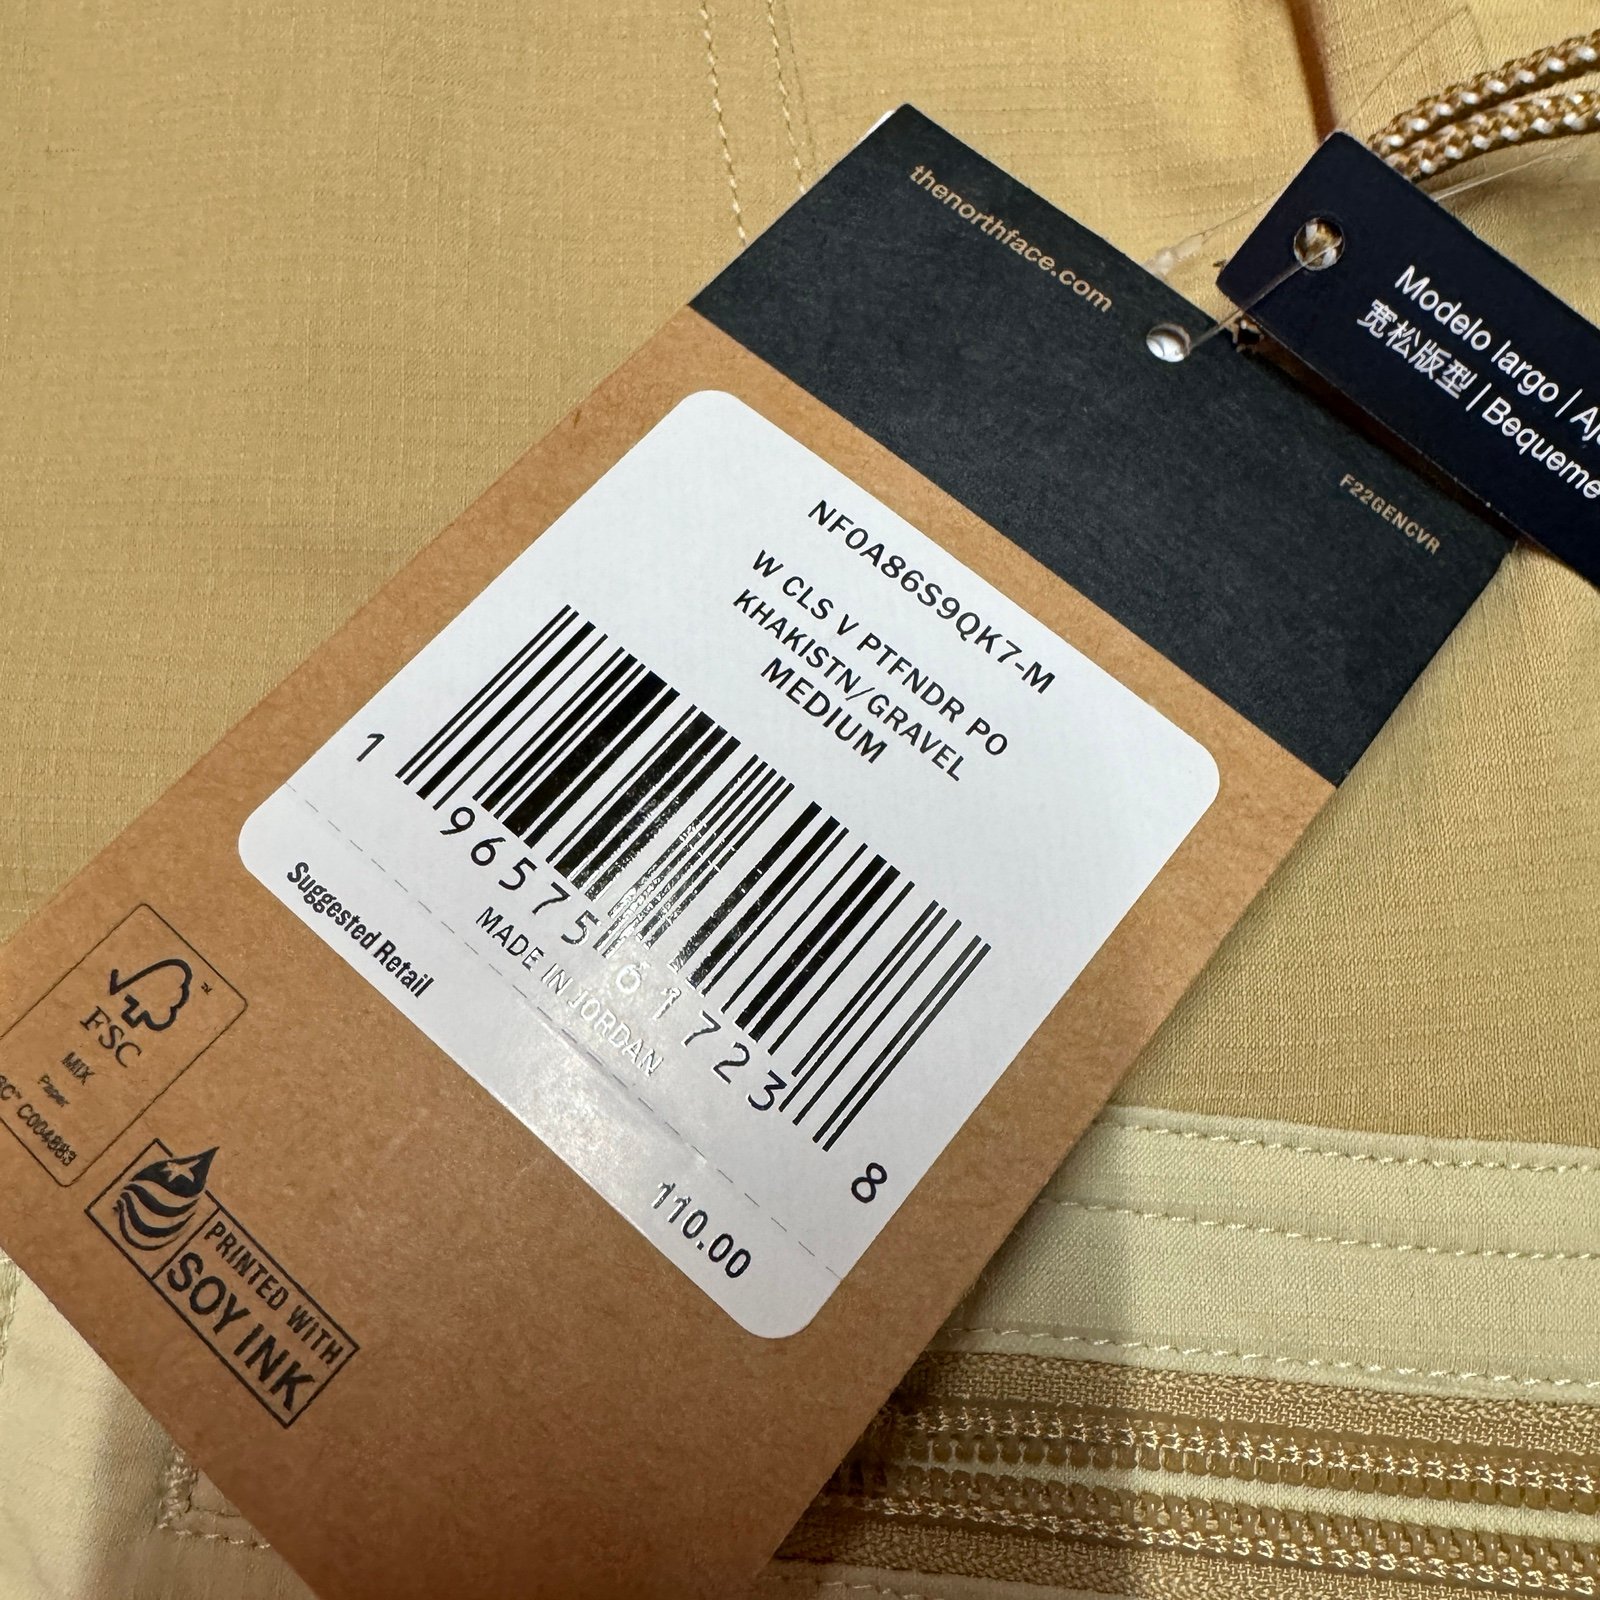 thenorthface.com
F22GENCVR
NF0A86S9QK7-M
W CLS V PTFNDR PO
KHAKISTN/GRAVEL
MEDIUM
1 96575 61723 8
MADE IN JORDAN
Suggested Retail
110.00
FSC
MIX
Paper
C004883
PRINTED WITH
SOY INK
Modelo largo |
宽松版型 | Bequeme